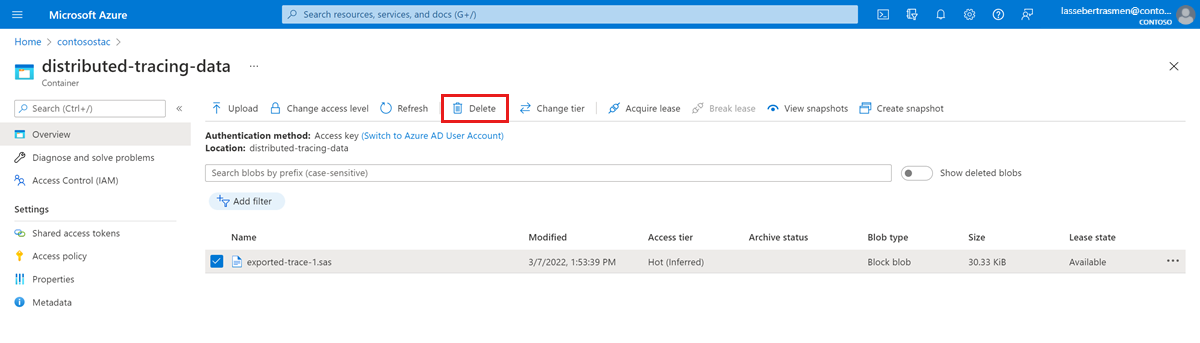 Microsoft Azure
Search resources, services, and docs (G+/)
lassebertrasmen@conto...
CONTOSO
Home > contosostac >
distributed-tracing-data ...
Container
Search (Ctrl+/) «
Upload Change access level Refresh Delete Change tier Acquire lease Break lease View snapshots Create snapshot
Overview
Diagnose and solve problems
Access Control (IAM)
Settings
Shared access tokens
Access policy
Properties
Metadata
Authentication method: Access key (Switch to Azure AD User Account)
Location: distributed-tracing-data
Search blobs by prefix (case-sensitive)
Show deleted blobs
Add filter
Name Modified Access tier Archive status Blob type Size Lease state
exported-trace-1.sas 3/7/2022, 1:53:39 PM Hot (Inferred) Block blob 30.33 KiB Available ...